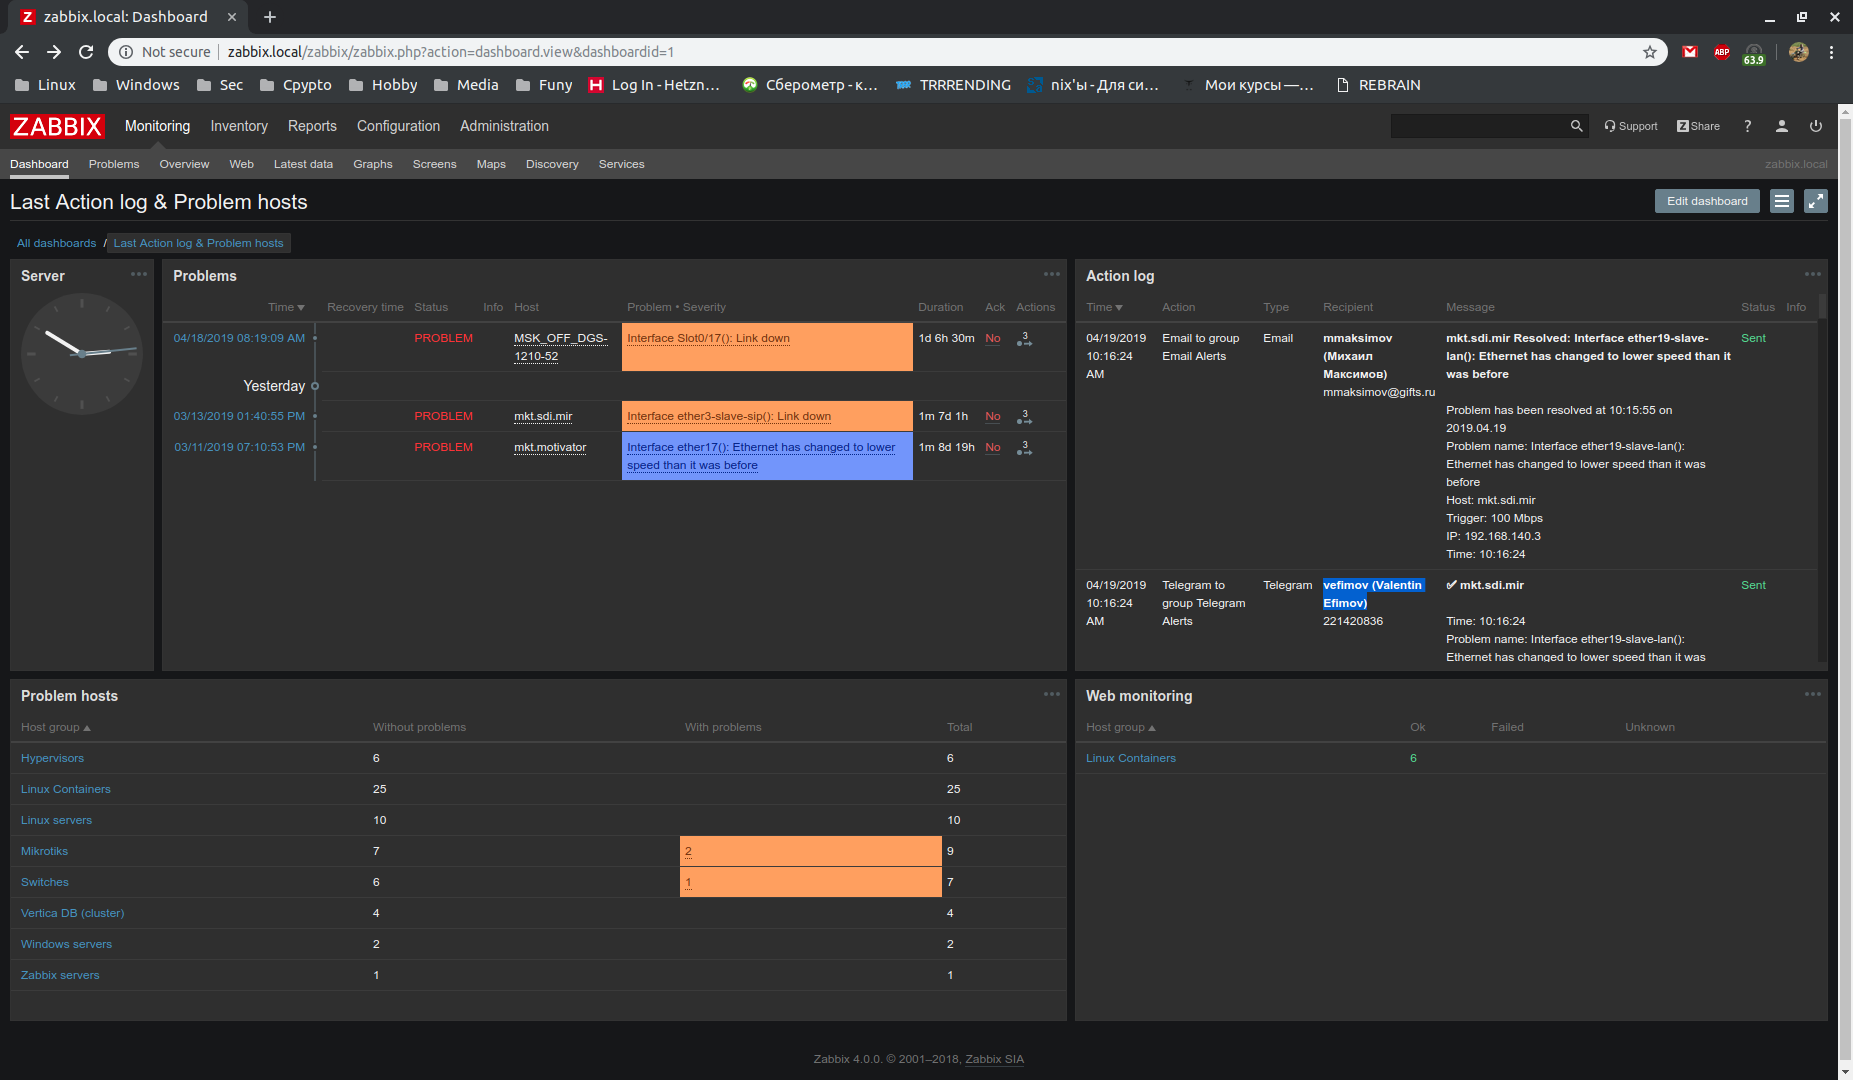 zabbix.local: Dashboard
Not secure | zabbix.local/zabbix/zabbix.php?action=dashboard.view&dashboardid=1
ABP
63.9
Linux Windows Sec Cpypto Hobby Media Funy Log In - Hetzn… Сберометр - к… TRRRENDING nix'ы - Для си… Мои курсы —… REBRAIN
ZABBIX Monitoring Inventory Reports Configuration Administration Support Z Share ?
Dashboard Problems Overview Web Latest data Graphs Screens Maps Discovery Services zabbix.local
Last Action log & Problem hosts Edit dashboard
All dashboards / Last Action log & Problem hosts
Server
Problems
Time Recovery time Status Info Host Problem • Severity Duration Ack Actions
04/18/2019 08:19:09 AM PROBLEM MSK_OFF_DGS-1210-52 Interface Slot0/17(): Link down 1d 6h 30m No 3
Yesterday
03/13/2019 01:40:55 PM PROBLEM mkt.sdi.mir Interface ether3-slave-sip(): Link down 1m 7d 1h No 3
03/11/2019 07:10:53 PM PROBLEM mkt.motivator Interface ether17(): Ethernet has changed to lower speed than it was before 1m 8d 19h No 3
Action log
Time Action Type Recipient Message Status Info
04/19/2019 10:16:24 AM Email to group Email Alerts Email mmaksimov (Михаил Максимов) mmaksimov@gifts.ru
mkt.sdi.mir Resolved: Interface ether19-slave-
lan(): Ethernet has changed to lower speed than it
was before
Sent
Problem has been resolved at 10:15:55 on
2019.04.19
Problem name: Interface ether19-slave-lan():
Ethernet has changed to lower speed than it was
before
Host: mkt.sdi.mir
Trigger: 100 Mbps
IP: 192.168.140.3
Time: 10:16:24
04/19/2019 10:16:24 AM Telegram to group Telegram Alerts Telegram vefimov (Valentin Efimov) 221420836
✅ mkt.sdi.mir
Sent
Time: 10:16:24
Problem name: Interface ether19-slave-lan():
Ethernet has changed to lower speed than it was
Problem hosts
Host group Without problems With problems Total
Hypervisors 6 6
Linux Containers 25 25
Linux servers 10 10
Mikrotiks 7 2 9
Switches 6 1 7
Vertica DB (cluster) 4 4
Windows servers 2 2
Zabbix servers 1 1
Web monitoring
Host group Ok Failed Unknown
Linux Containers 6
Zabbix 4.0.0. © 2001–2018, Zabbix SIA